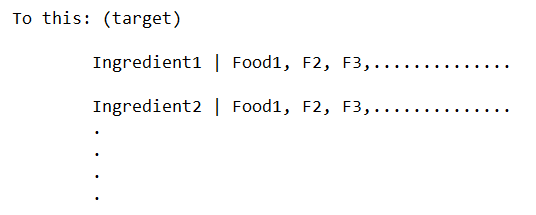 To this: (target)
Ingredient1 | Food1, F2, F3,..............
Ingredient2 | Food1, F2, F3,..............
.
.
.
.